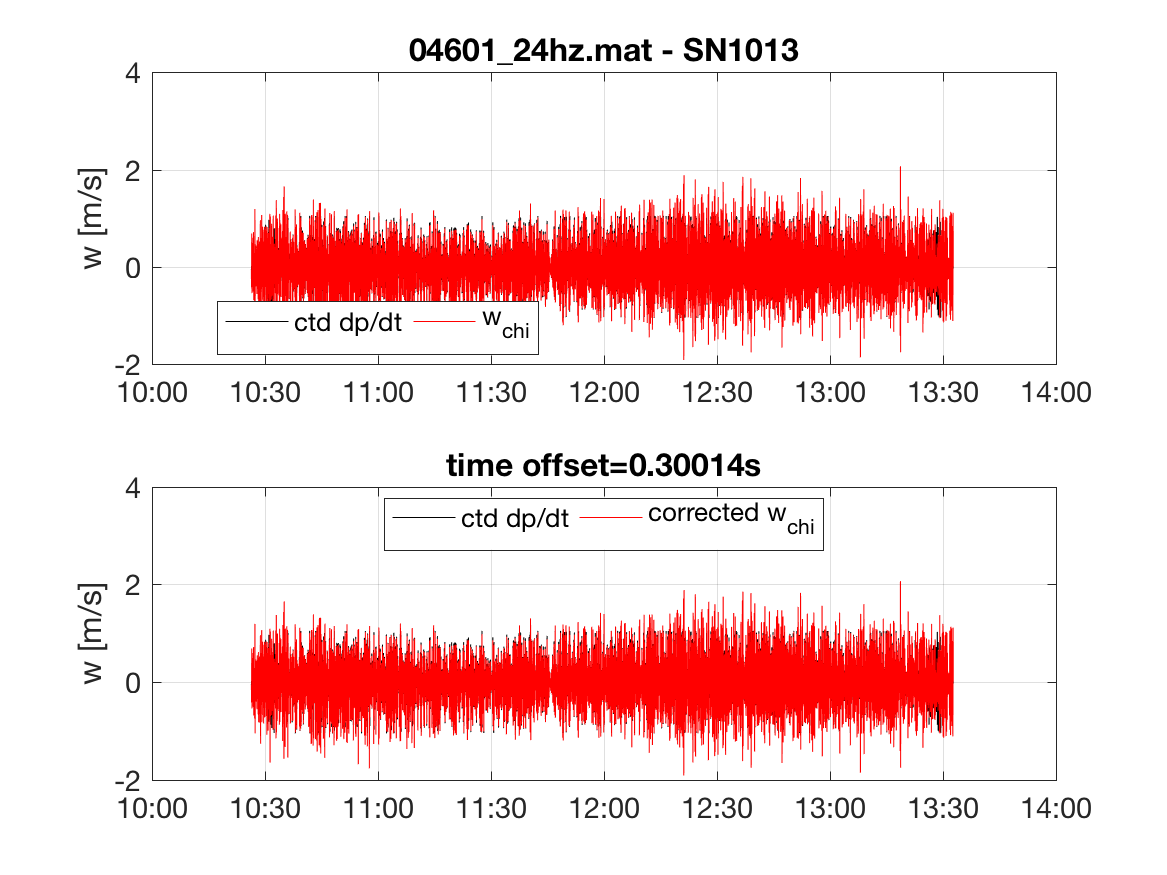 04601_24hz.mat - SN1013
4
2
0
-2
w [m/s]
ctd dp/dt w_chi
10:00 10:30 11:00 11:30 12:00 12:30 13:00 13:30 14:00
time offset=0.30014s
4
2
0
-2
w [m/s]
ctd dp/dt corrected w_chi
10:00 10:30 11:00 11:30 12:00 12:30 13:00 13:30 14:00